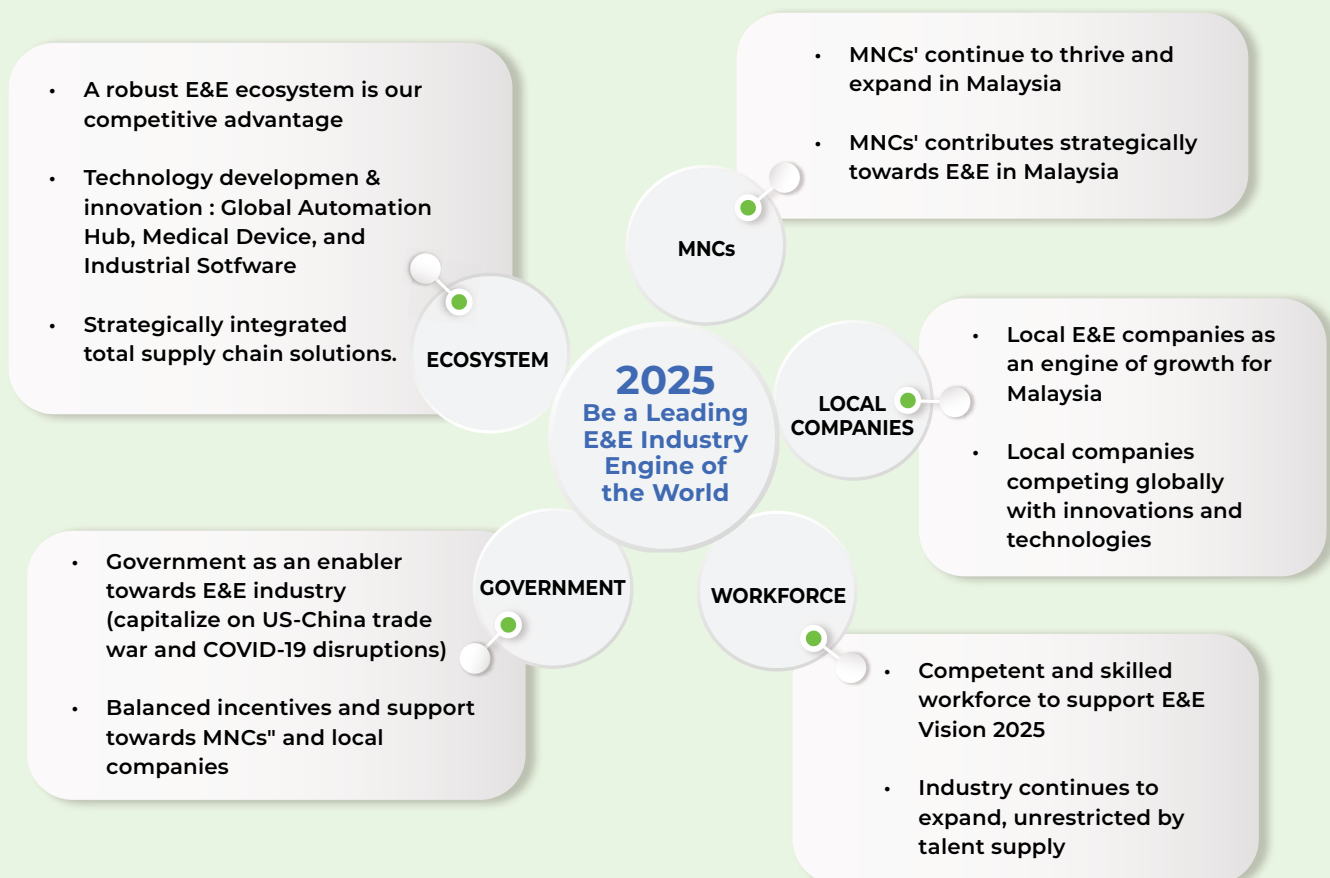 • A robust E&E ecosystem is our
competitive advantage
• Technology developmen &
innovation : Global Automation
Hub, Medical Device, and
Industrial Sotfware
• Strategically integrated
total supply chain solutions.
ECOSYSTEM
• MNCs' continue to thrive and
expand in Malaysia
• MNCs' contributes strategically
towards E&E in Malaysia
MNCs
2025
Be a Leading
E&E Industry
Engine of
the World
LOCAL
COMPANIES
• Local E&E companies as
an engine of growth for
Malaysia
• Local companies
competing globally
with innovations and
technologies
• Government as an enabler
towards E&E industry
(capitalize on US-China trade
war and COVID-19 disruptions)
• Balanced incentives and support
towards MNCs" and local
companies
GOVERNMENT
WORKFORCE
• Competent and skilled
workforce to support E&E
Vision 2025
• Industry continues to
expand, unrestricted by
talent supply